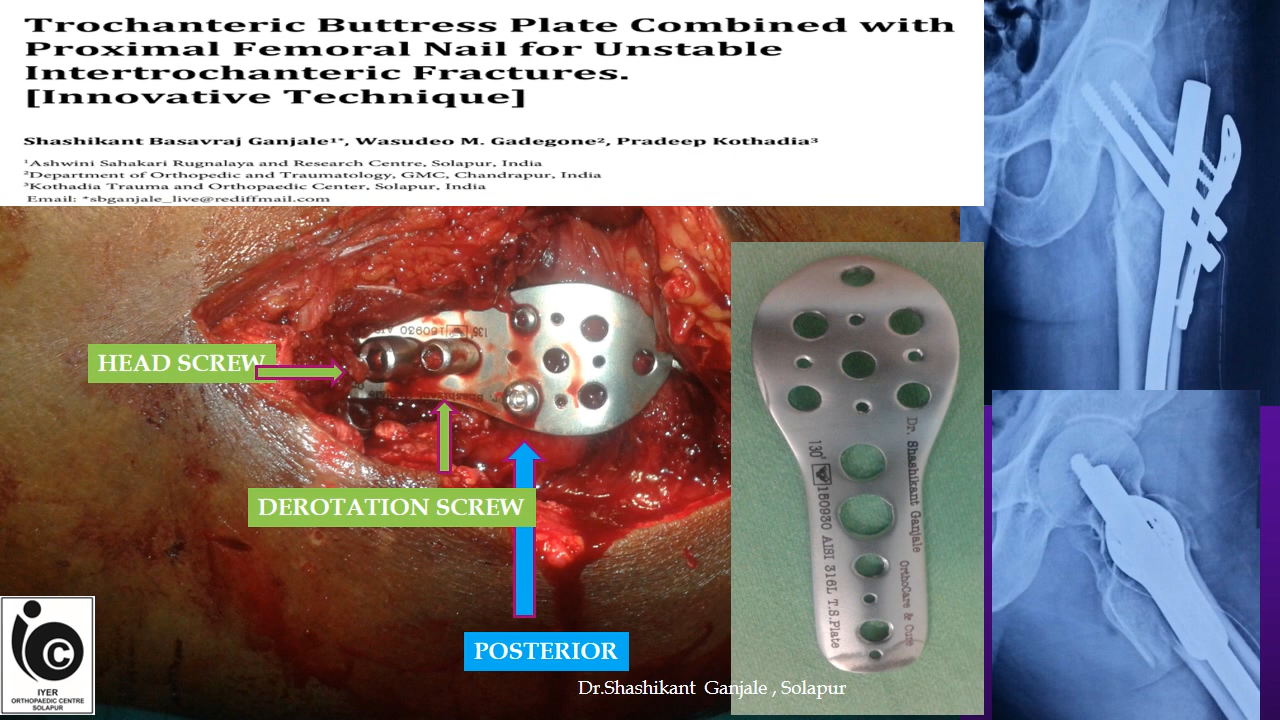 Trochanteric Buttress Plate Combined with
Proximal Femoral Nail for Unstable
Intertrochanteric Fractures.
[Innovative Technique]
Shashikant Basavraj Ganjale¹*, Wasudeo M. Gadegone², Pradeep Kothadia³
¹Ashwini Sahakari Rugnalaya and Research Centre, Solapur, India
²Department of Orthopedic and Traumatology, GMC, Chandrapur, India
³Kothadia Trauma and Orthopaedic Center, Solapur, India
Email: *sbganjale_live@rediffmail.com
135°
160930
HEAD SCREW
DEROTATION SCREW
POSTERIOR
130° 160930 AISI 316L T.S.Plate
Dr. Shashikant Ganjale OrthoCare & Cure
Dr.Shashikant Ganjale , Solapur
C
IYER
ORTHOPAEDIC CENTRE
SOLAPUR